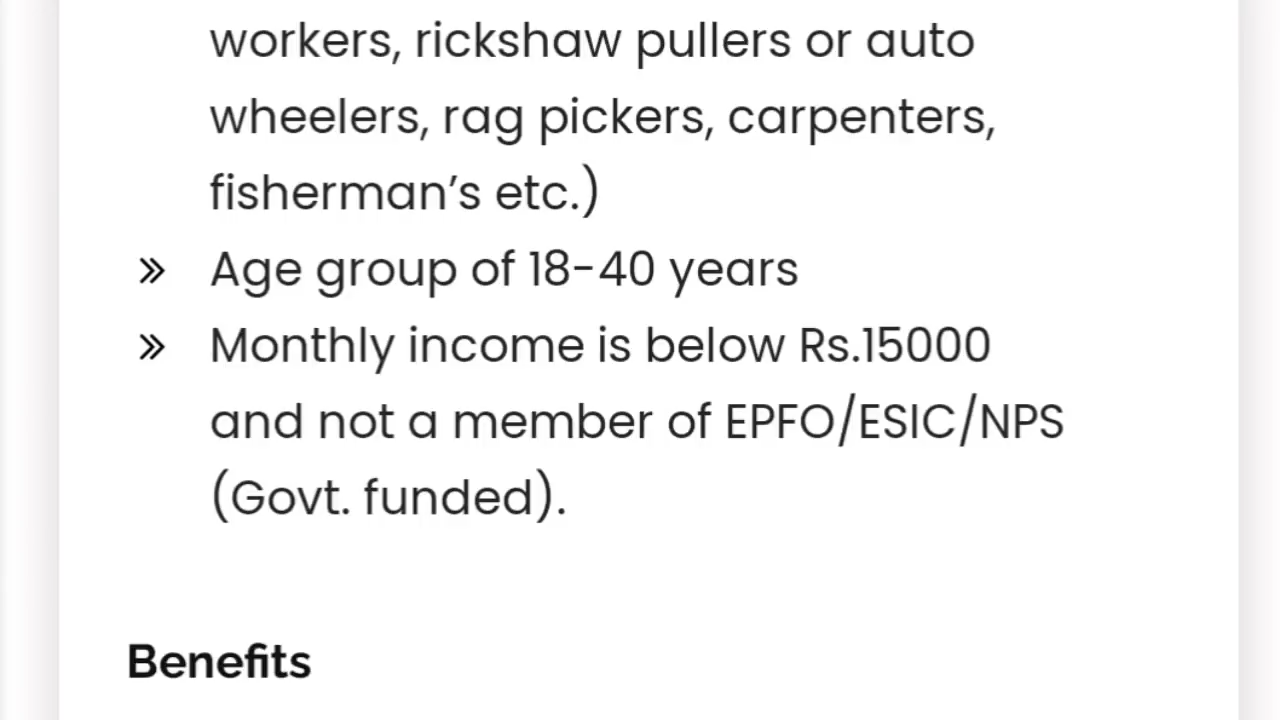 workers, rickshaw pullers or auto
wheelers, rag pickers, carpenters,
fisherman’s etc.)
» Age group of 18-40 years
» Monthly income is below Rs.15000
and not a member of EPFO/ESIC/NPS
(Govt. funded).
Benefits